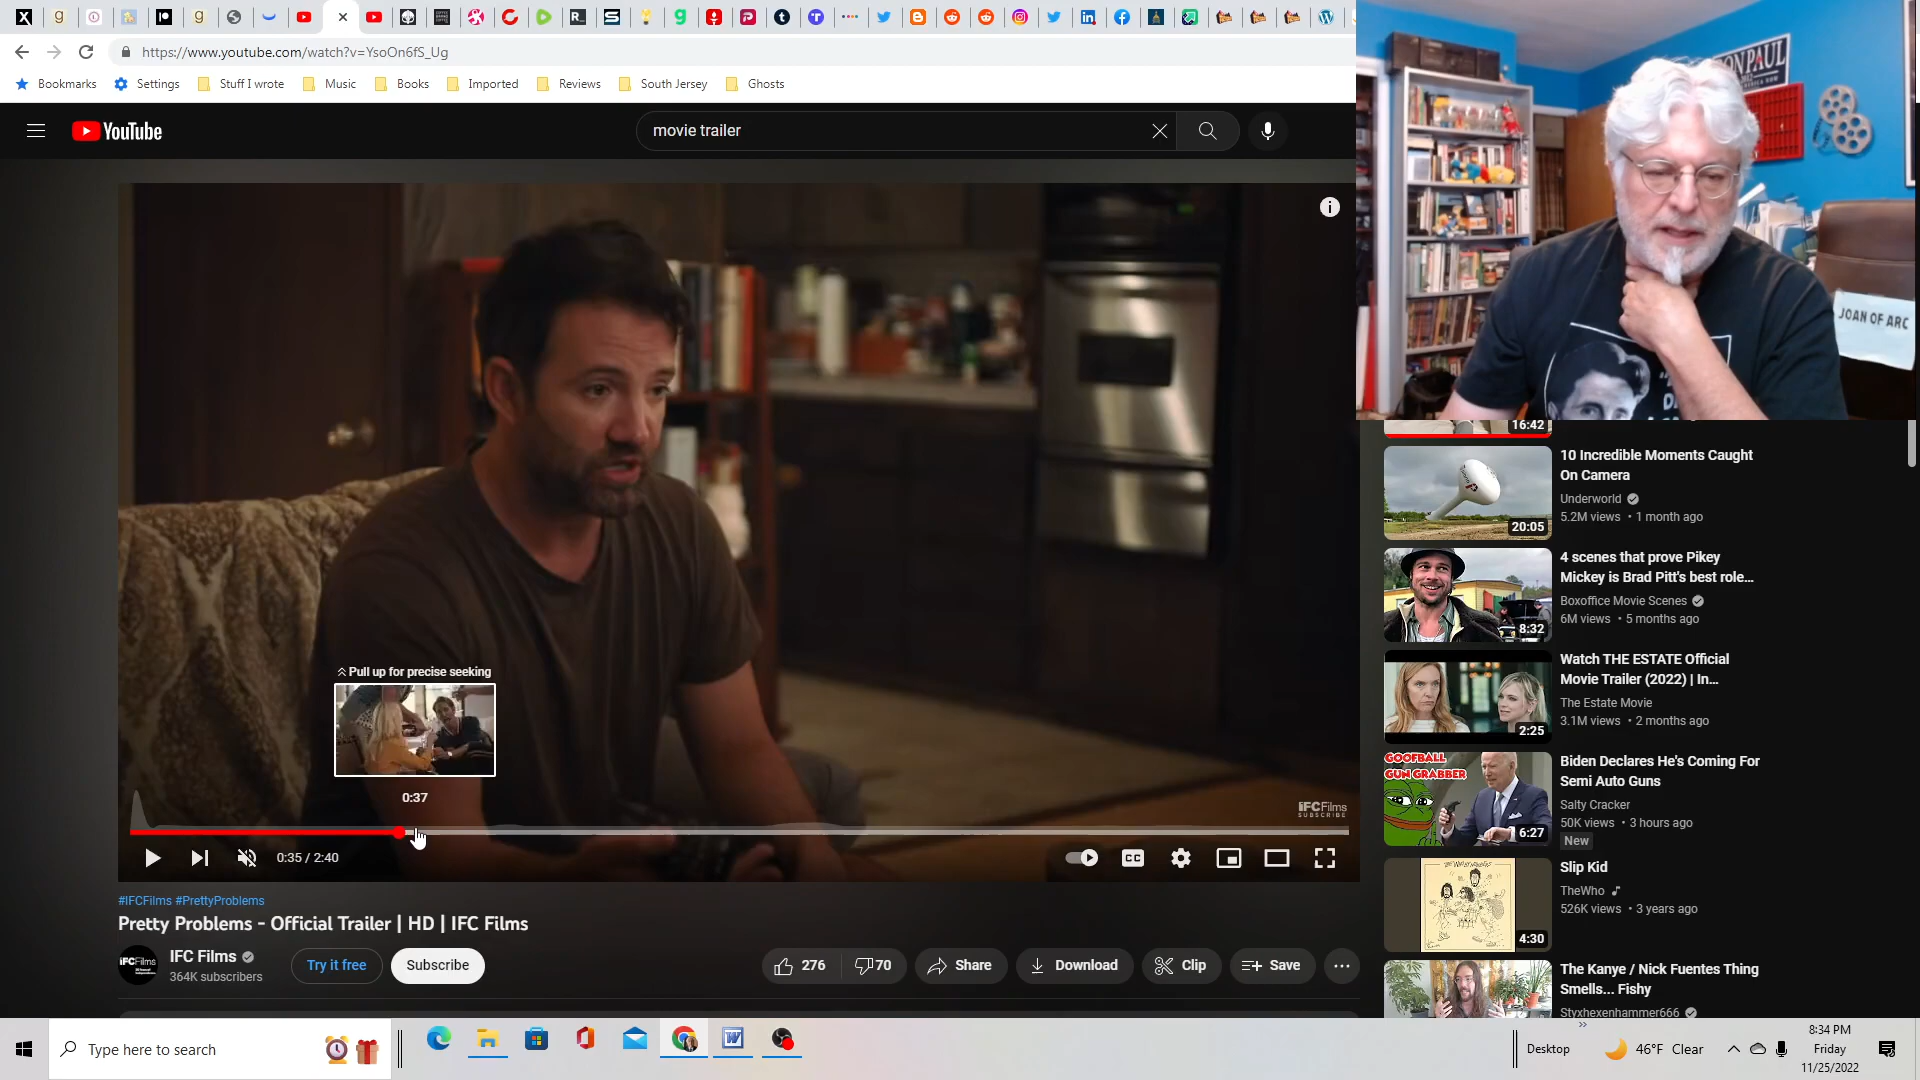 https://www.youtube.com/watch?v=YsoOn6fS_Ug
Bookmarks
Settings
Stuff I wrote
Music
Books
Imported
Reviews
South Jersey
Ghosts
YouTube
movie trailer
JOAN OF ARC
Pull up for precise seeking
0:37
IFC Films
SUBSCRIBE
0:35 / 2:40
CC
#IFCFilms #PrettyProblems
Pretty Problems - Official Trailer | HD | IFC Films
IFC Films
364K subscribers
Try it free
Subscribe
276
70
Share
Download
Clip
Save
16:42
10 Incredible Moments Caught
On Camera
Underworld
5.2M views • 1 month ago
20:05
4 scenes that prove Pikey
Mickey is Brad Pitt's best role...
Boxoffice Movie Scenes
6M views • 5 months ago
8:32
Watch THE ESTATE Official
Movie Trailer (2022) | In...
The Estate Movie
3.1M views • 2 months ago
2:25
GOOFBALL
GUN GRABBER
Biden Declares He's Coming For
Semi Auto Guns
Salty Cracker
50K views • 3 hours ago
New
6:27
Slip Kid
TheWho
526K views • 3 years ago
4:30
The Kanye / Nick Fuentes Thing
Smells... Fishy
Styxhexenhammer666
Type here to search
Desktop
46°F Clear
8:34 PM
Friday
11/25/2022